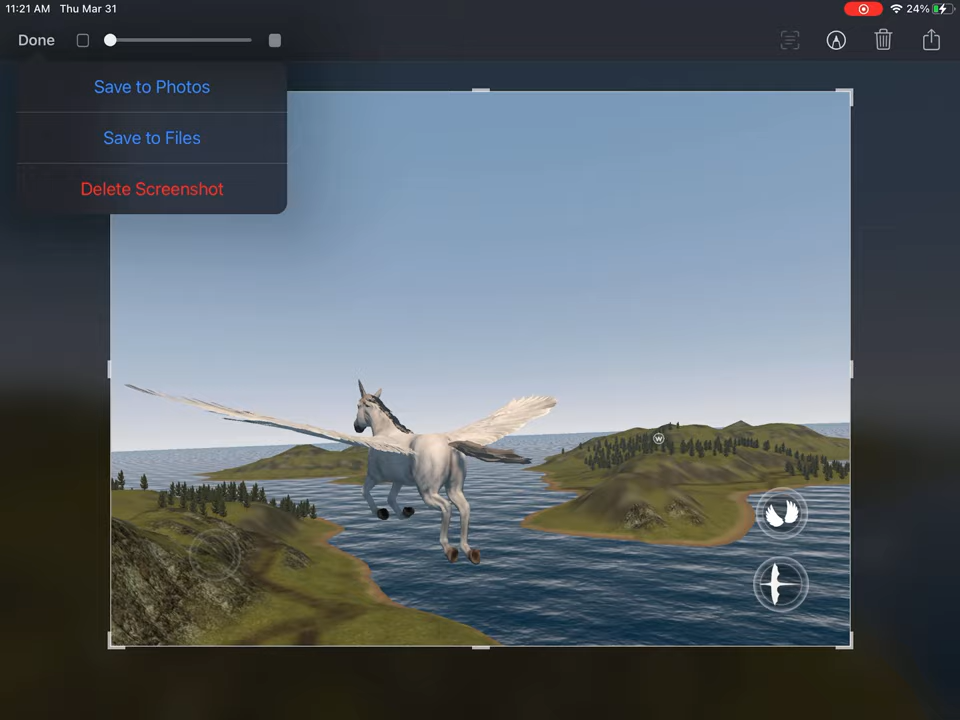 11:21 AM Thu Mar 31
24%
Done
Save to Photos
Save to Files
Delete Screenshot
W